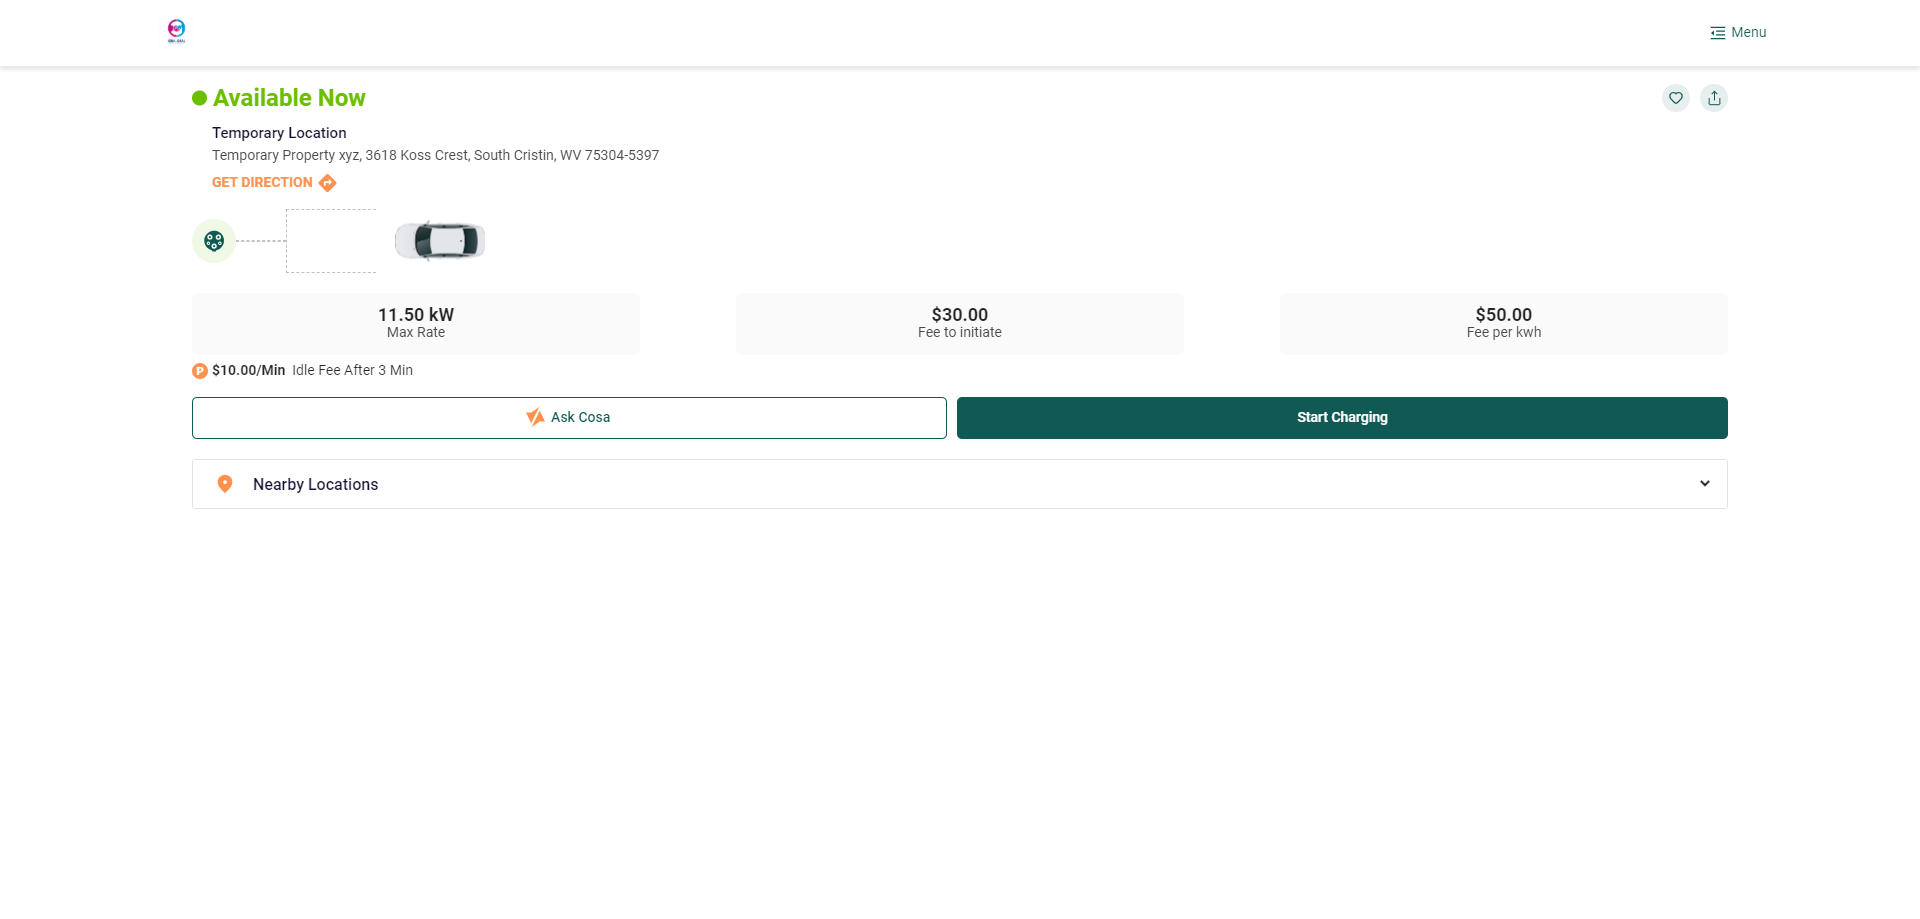 Menu
Available Now
Temporary Location
Temporary Property xyz, 3618 Koss Crest, South Cristin, WV 75304-5397
GET DIRECTION
11.50 kW
Max Rate
$30.00
Fee to initiate
$50.00
Fee per kwh
P $10.00/Min Idle Fee After 3 Min
Ask Cosa
Start Charging
Nearby Locations